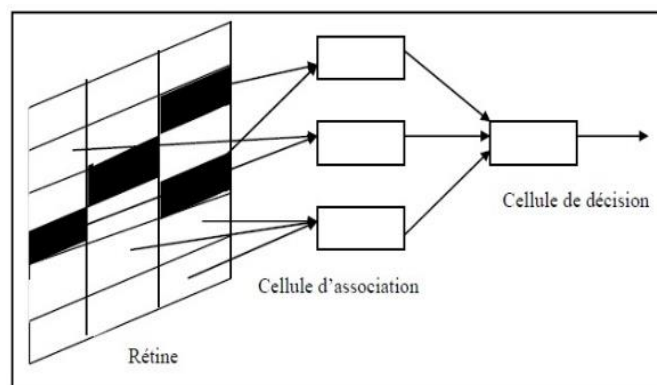 Cellule de décision
Cellule d'association
Rétine